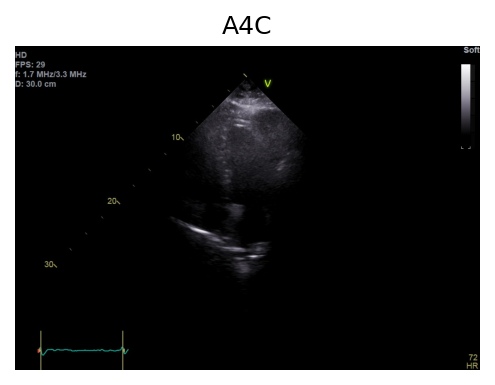 A4C
HD
FPS: 29
f: 1.7 MHz/3.3 MHz
D: 30.0 cm
Soft
V
10
20
30
72
HR